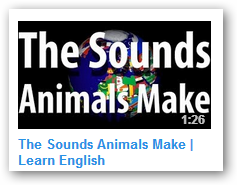 The Sounds
Animals Make
1:26
The Sounds Animals Make |
Learn English